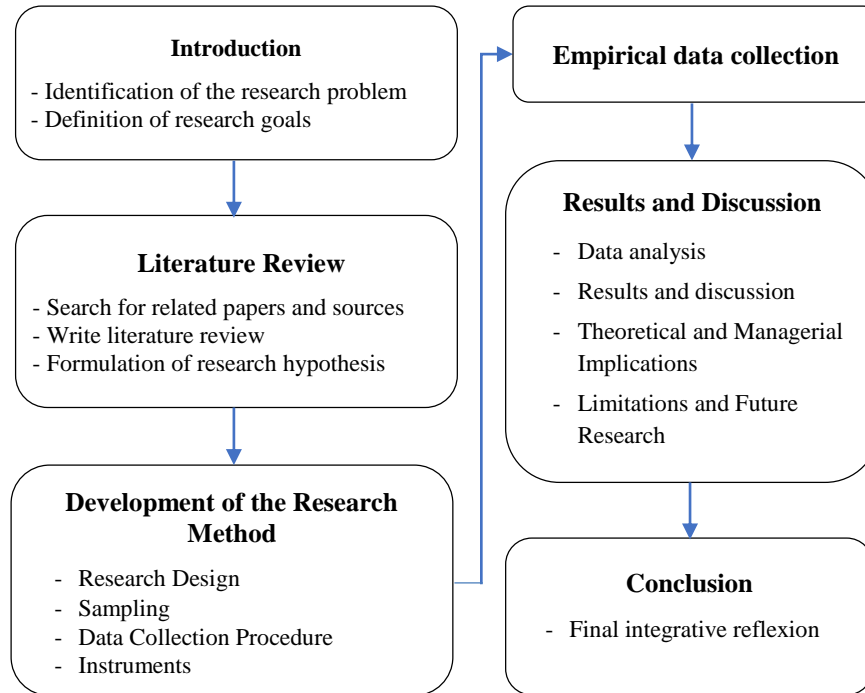 Introduction
- Identification of the research problem
- Definition of research goals
Literature Review
- Search for related papers and sources
- Write literature review
- Formulation of research hypothesis
Development of the Research
Method
- Research Design
- Sampling
- Data Collection Procedure
- Instruments
Empirical data collection
Results and Discussion
- Data analysis
- Results and discussion
- Theoretical and Managerial
Implications
- Limitations and Future
Research
Conclusion
- Final integrative reflexion